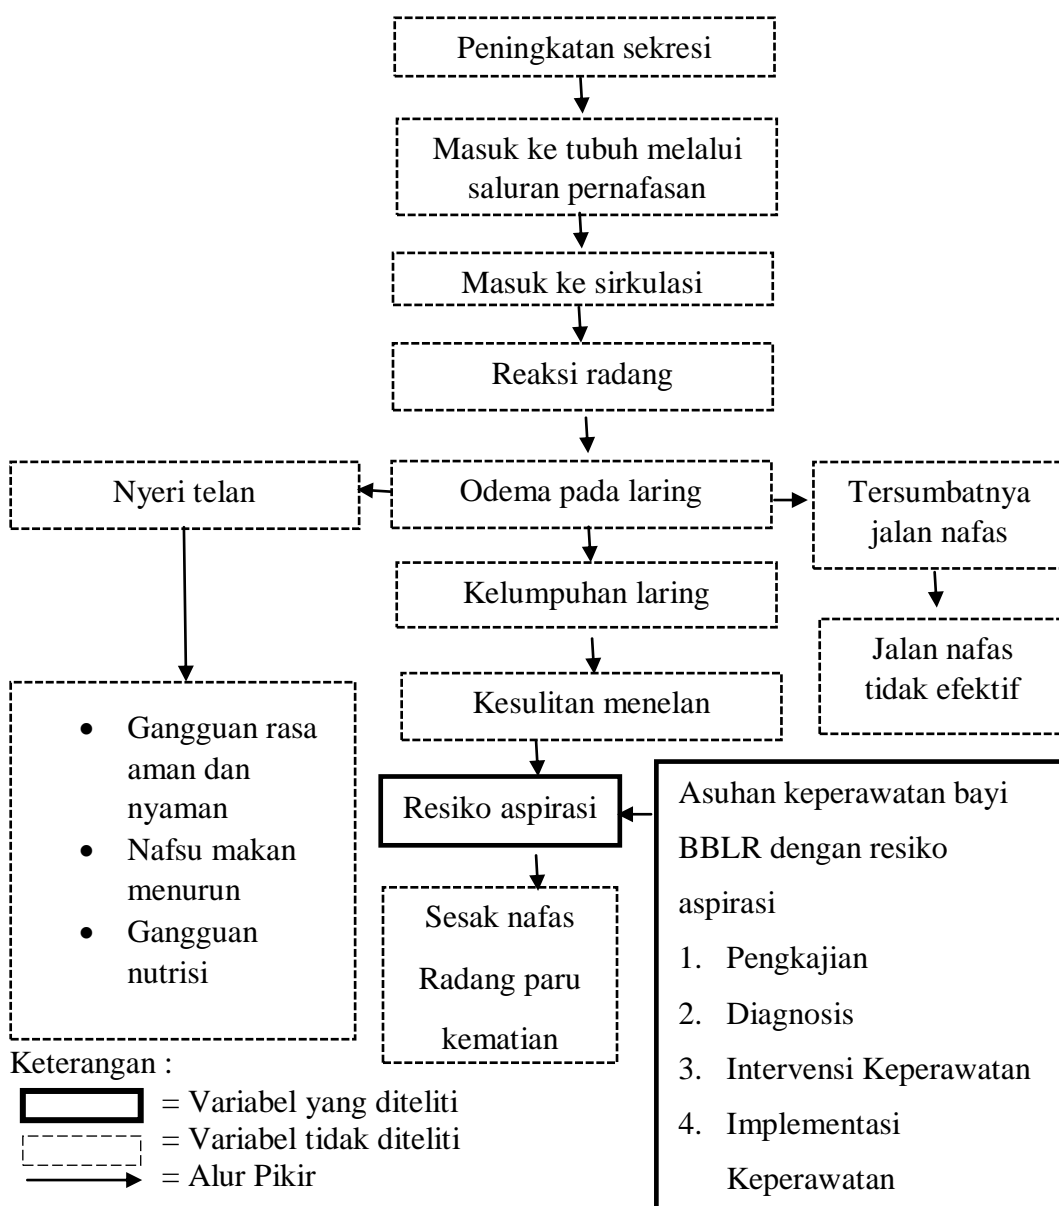 Peningkatan sekresi
Masuk ke tubuh melalui
saluran pernafasan
Masuk ke sirkulasi
Reaksi radang
Nyeri telan
Odema pada laring
Tersumbatnya
jalan nafas
Kelumpuhan laring
Jalan nafas
tidak efektif
Kesulitan menelan
• Gangguan rasa
aman dan
nyaman
• Nafsu makan
menurun
• Gangguan
nutrisi
Resiko aspirasi
Asuhan keperawatan bayi
BBLR dengan resiko
aspirasi
1. Pengkajian
2. Diagnosis
3. Intervensi Keperawatan
4. Implementasi
Keperawatan
Sesak nafas
Radang paru
kematian
Keterangan :
= Variabel yang diteliti
= Variabel tidak diteliti
= Alur Pikir